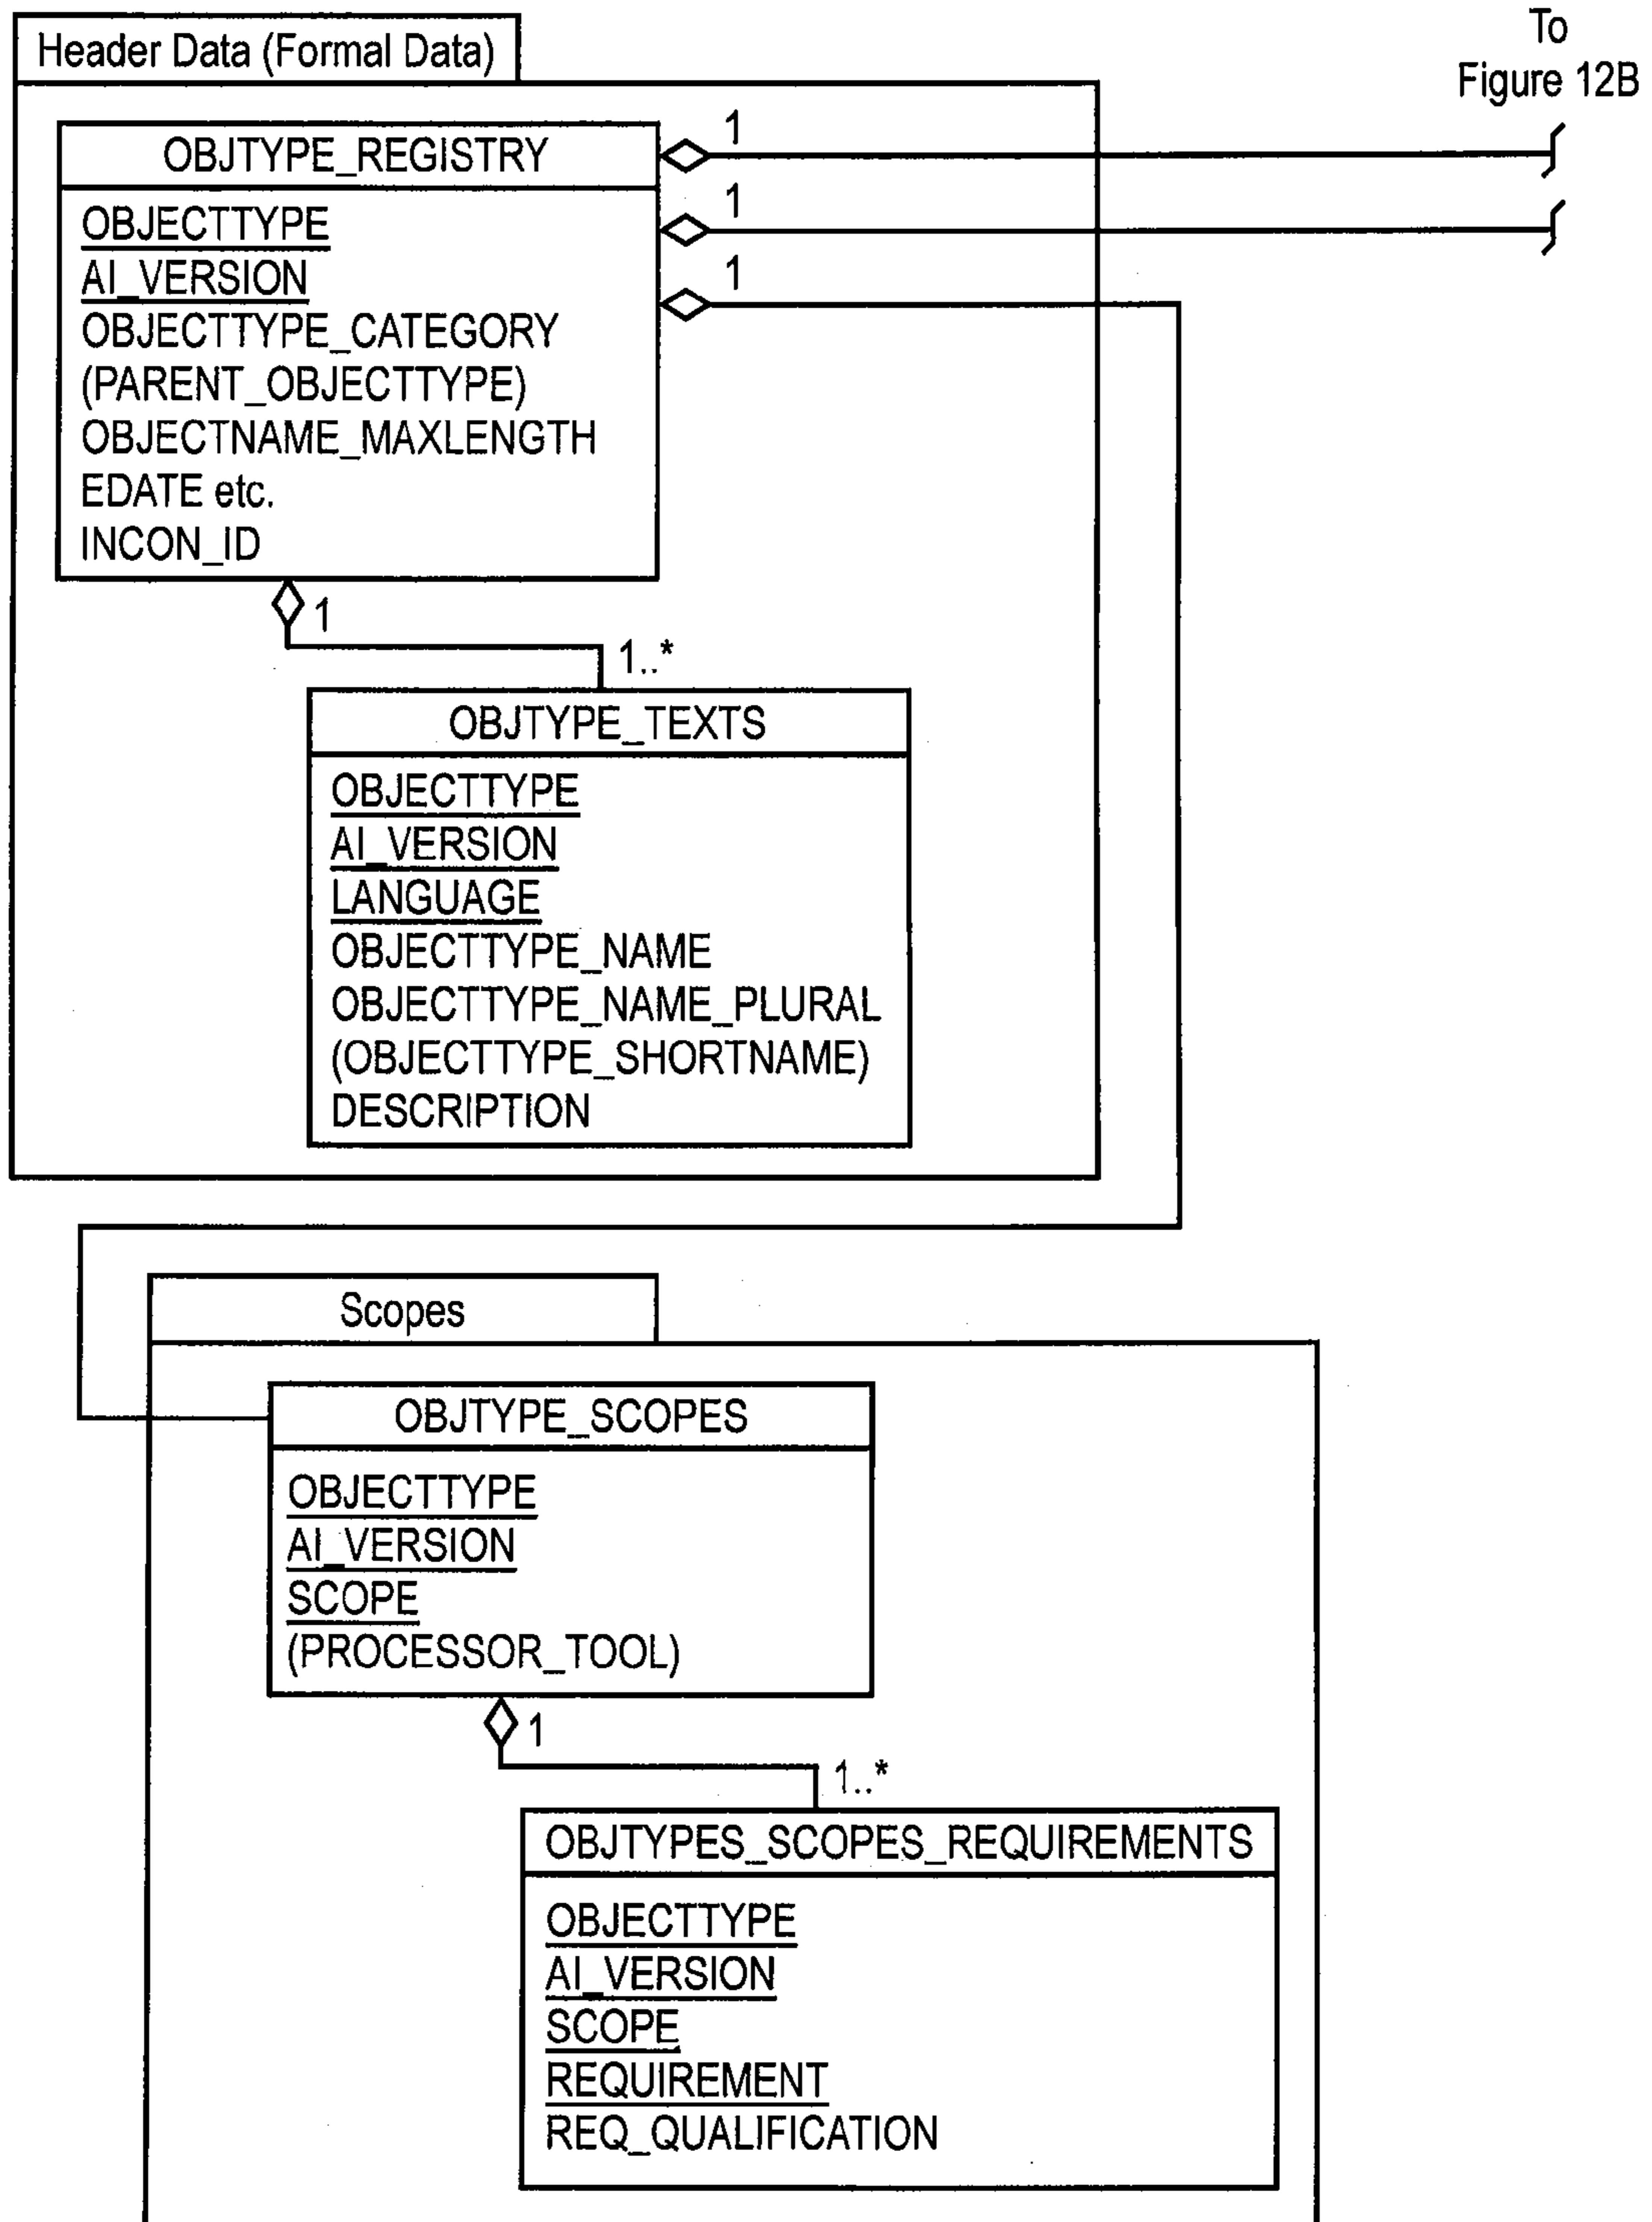 To
Figure 12B
Header Data (Formal Data)
OBJTYPE_REGISTRY
1
1
1
OBJECTTYPE
AI_VERSION
OBJECTTYPE_CATEGORY
(PARENT_OBJECTTYPE)
OBJECTNAME_MAXLENGTH
EDATE etc.
INCON_ID
1
1..*
OBJTYPE_TEXTS
OBJECTTYPE
AI_VERSION
LANGUAGE
OBJECTTYPE_NAME
OBJECTTYPE_NAME_PLURAL
(OBJECTTYPE_SHORTNAME)
DESCRIPTION
Scopes
OBJTYPE_SCOPES
OBJECTTYPE
AI_VERSION
SCOPE
(PROCESSOR_TOOL)
1
1..*
OBJTYPES_SCOPES_REQUIREMENTS
OBJECTTYPE
AI_VERSION
SCOPE
REQUIREMENT
REQ_QUALIFICATION